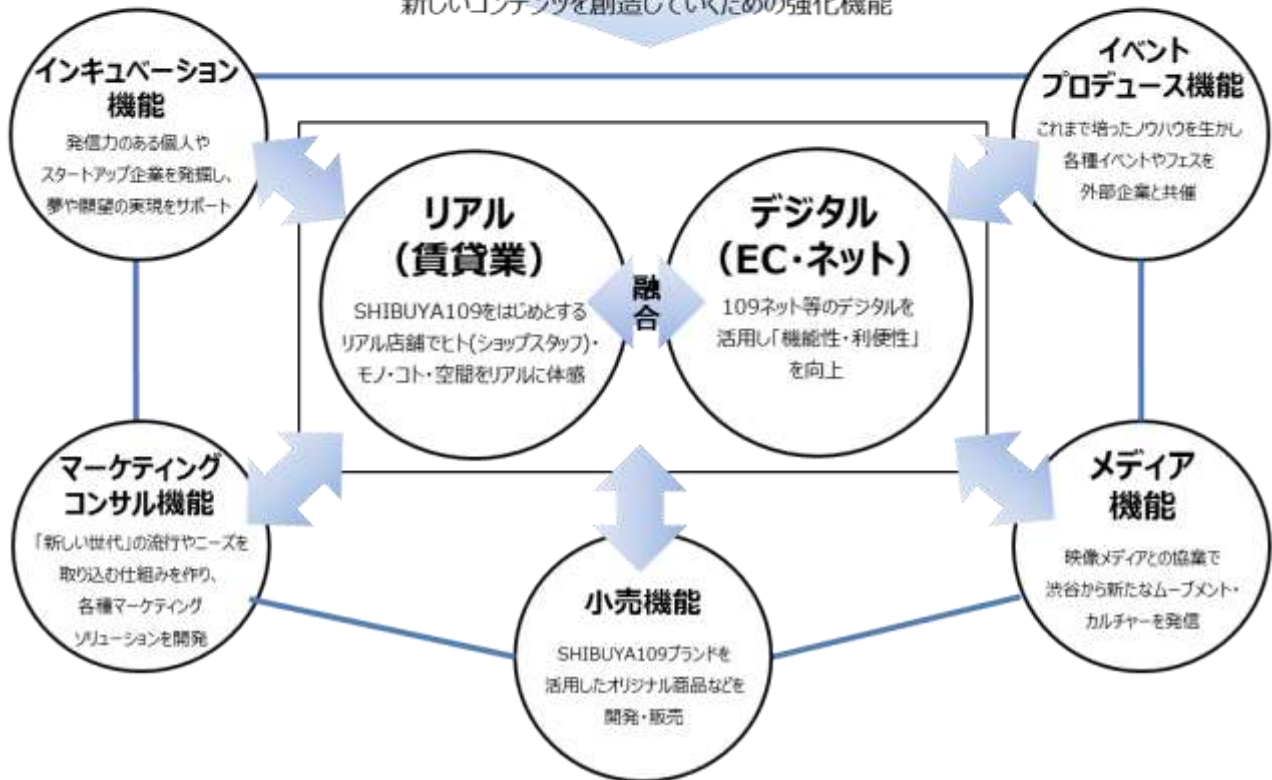 新しいコンテンツを創造していくための強化機能
インキュベーション
機能
発信力のある個人や
スタートアップ企業を発掘し、
夢や願望の実現をサポート
イベント
プロデュース機能
これまで培ったノウハウを生かし
各種イベントやフェスを
外部企業と共催
リアル
（賃貸業）
SHIBUYA109をはじめとする
リアル店舗でヒト(ショップスタッフ)・
モノ・コト・空間をリアルに体感
融
合
デジタル
（EC・ネット）
109ネット等のデジタルを
活用し「機能性・利便性」
を向上
マーケティング
コンサル機能
「新しい世代」の流行やニーズを
取り込む仕組みを作り、
各種マーケティング
ソリューションを開発
小売機能
SHIBUYA109ブランドを
活用したオリジナル商品などを
開発・販売
メディア
機能
映像メディアとの協業で
渋谷から新たなムーブメント・
カルチャーを発信